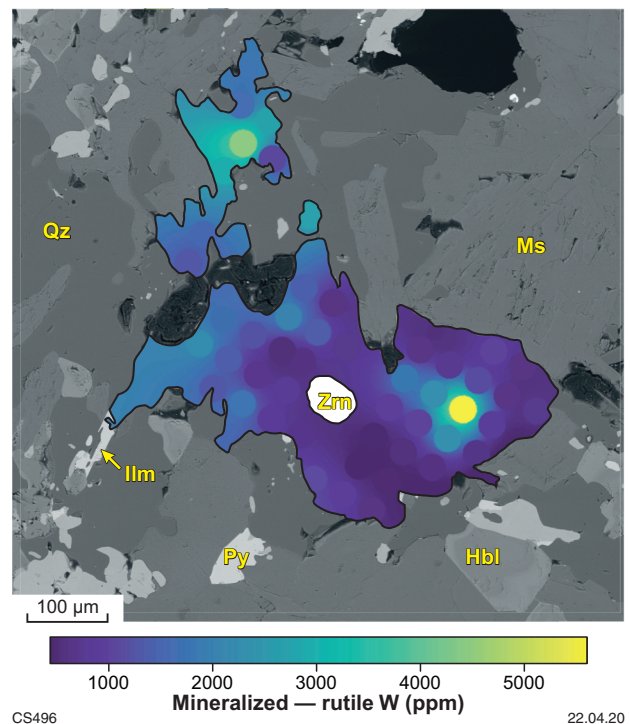 Qz
Ms
Zrn
Ilm
Py
Hbl
100 µm
1000 2000 3000 4000 5000
Mineralized — rutile W (ppm)
CS496 22.04.20